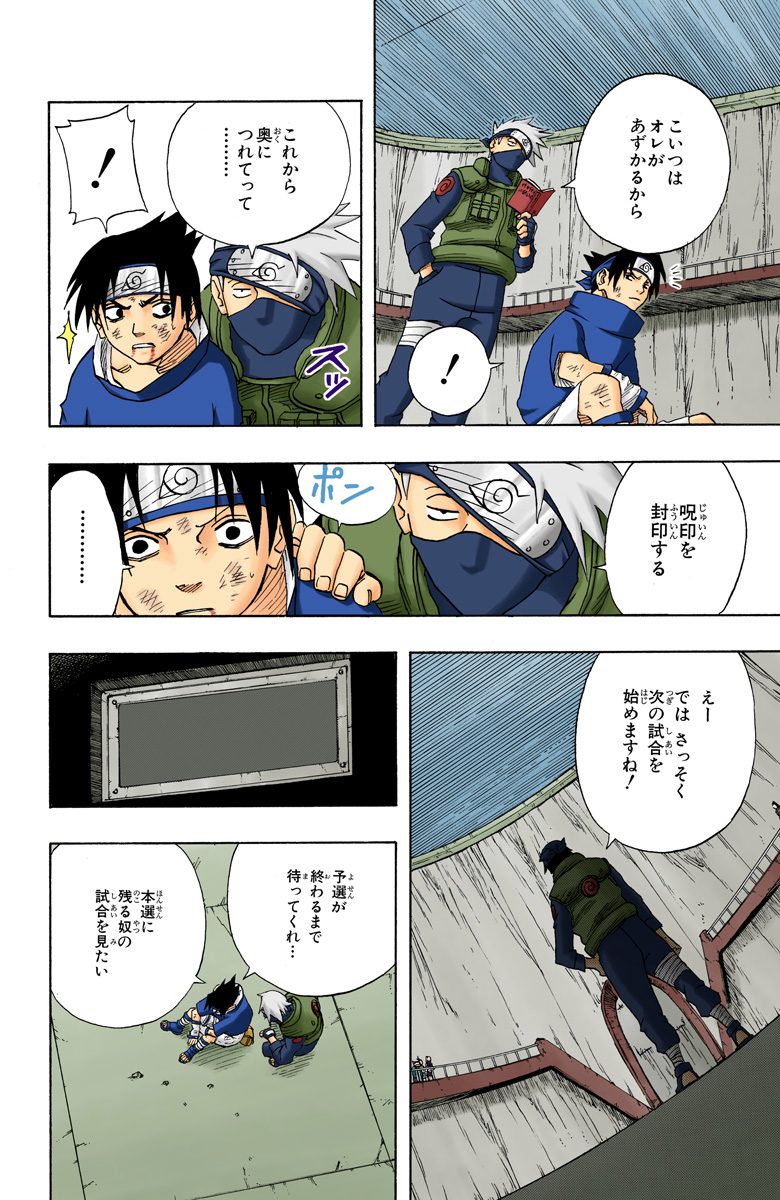 こいつは
オレが
あずかるから
！
これから
奥に
つれてって
………
！
スッ
呪印を
封印する
ポン
………
えー
では さっそく
次の試合を
始めますね！
予選が
終わるまで
待ってくれ…
本選に
残る奴の
試合を見たい